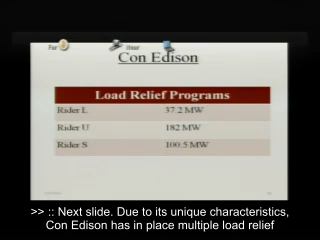 Con Edison
Load Relief Programs
Rider L 37.2 MW
Rider U 182 MW
Rider S 100.5 MW
>> :: Next slide. Due to its unique characteristics,
Con Edison has in place multiple load relief